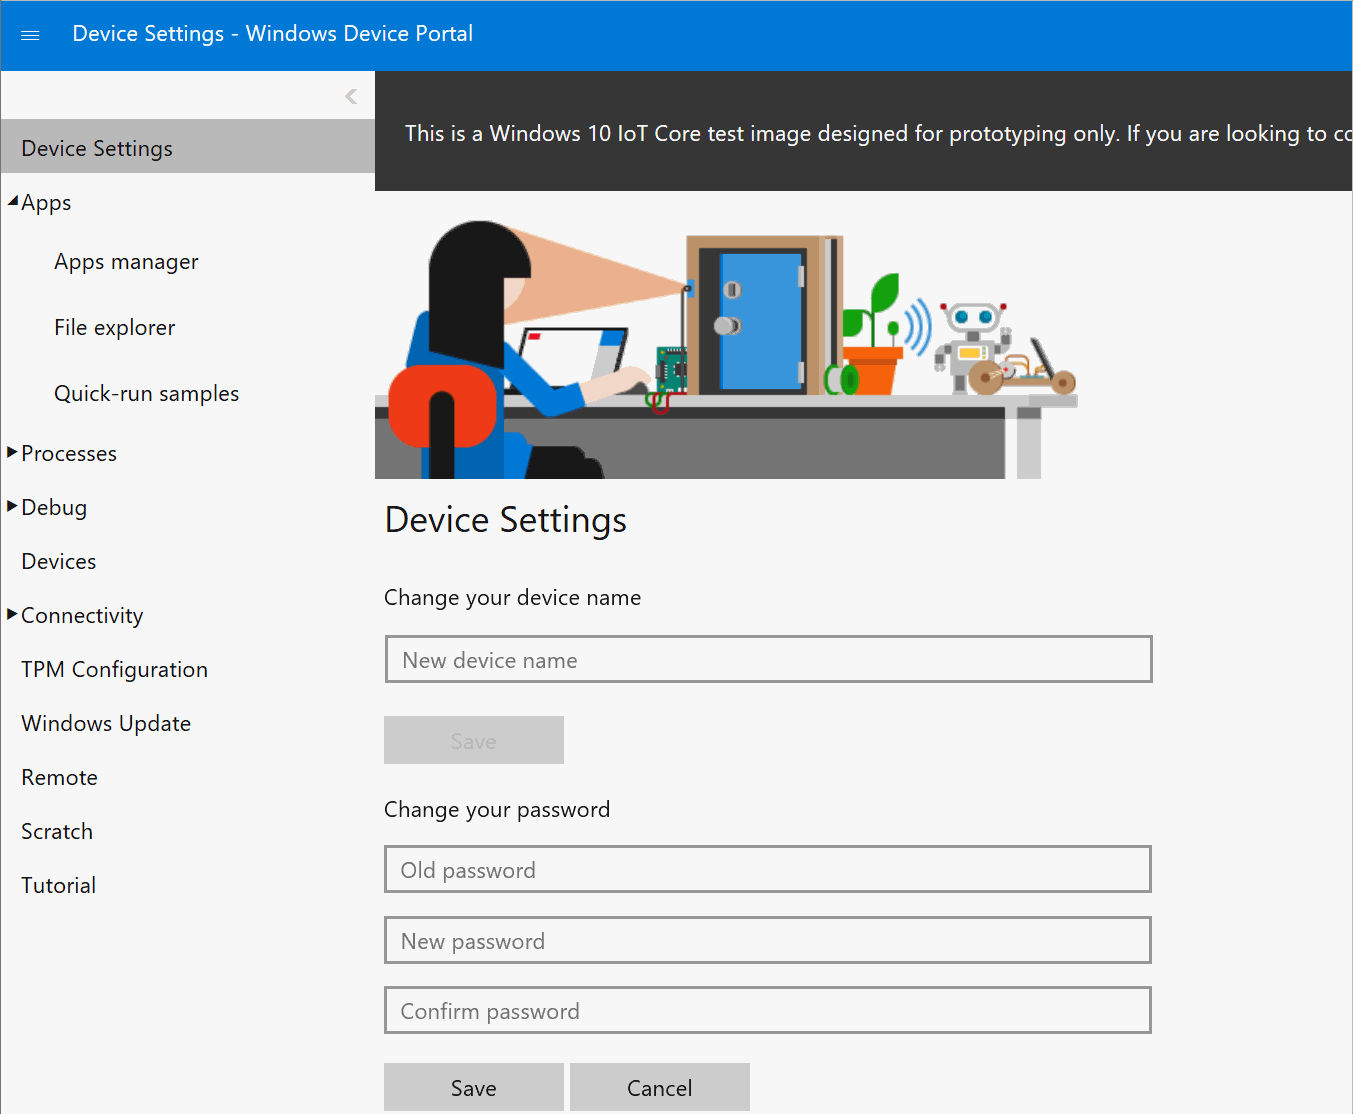 Device Settings - Windows Device Portal
Device Settings
Apps
Apps manager
File explorer
Quick-run samples
Processes
Debug
Devices
Connectivity
TPM Configuration
Windows Update
Remote
Scratch
Tutorial
This is a Windows 10 IoT Core test image designed for prototyping only. If you are looking to
Device Settings
Change your device name
New device name
Save
Change your password
Old password
New password
Confirm password
Save Cancel